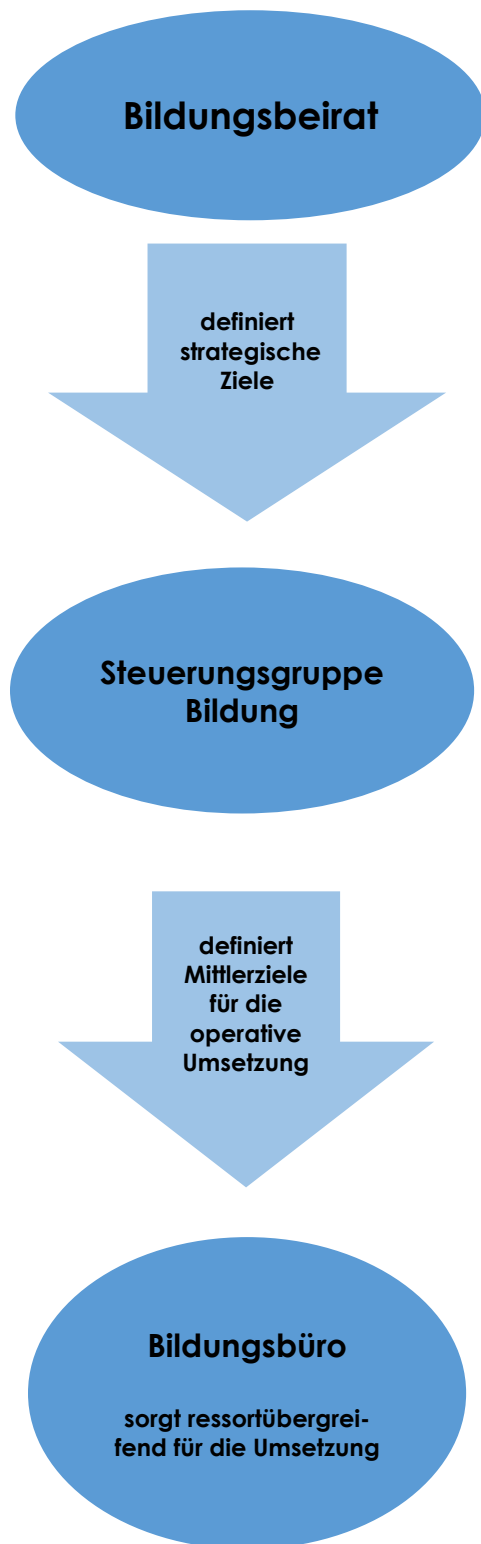 Bildungsbeirat
definiert
strategische
Ziele
Steuerungsgruppe
Bildung
definiert
Mittlerziele
für die
operative
Umsetzung
Bildungsbüro
sorgt ressortübergrei-
fend für die Umsetzung